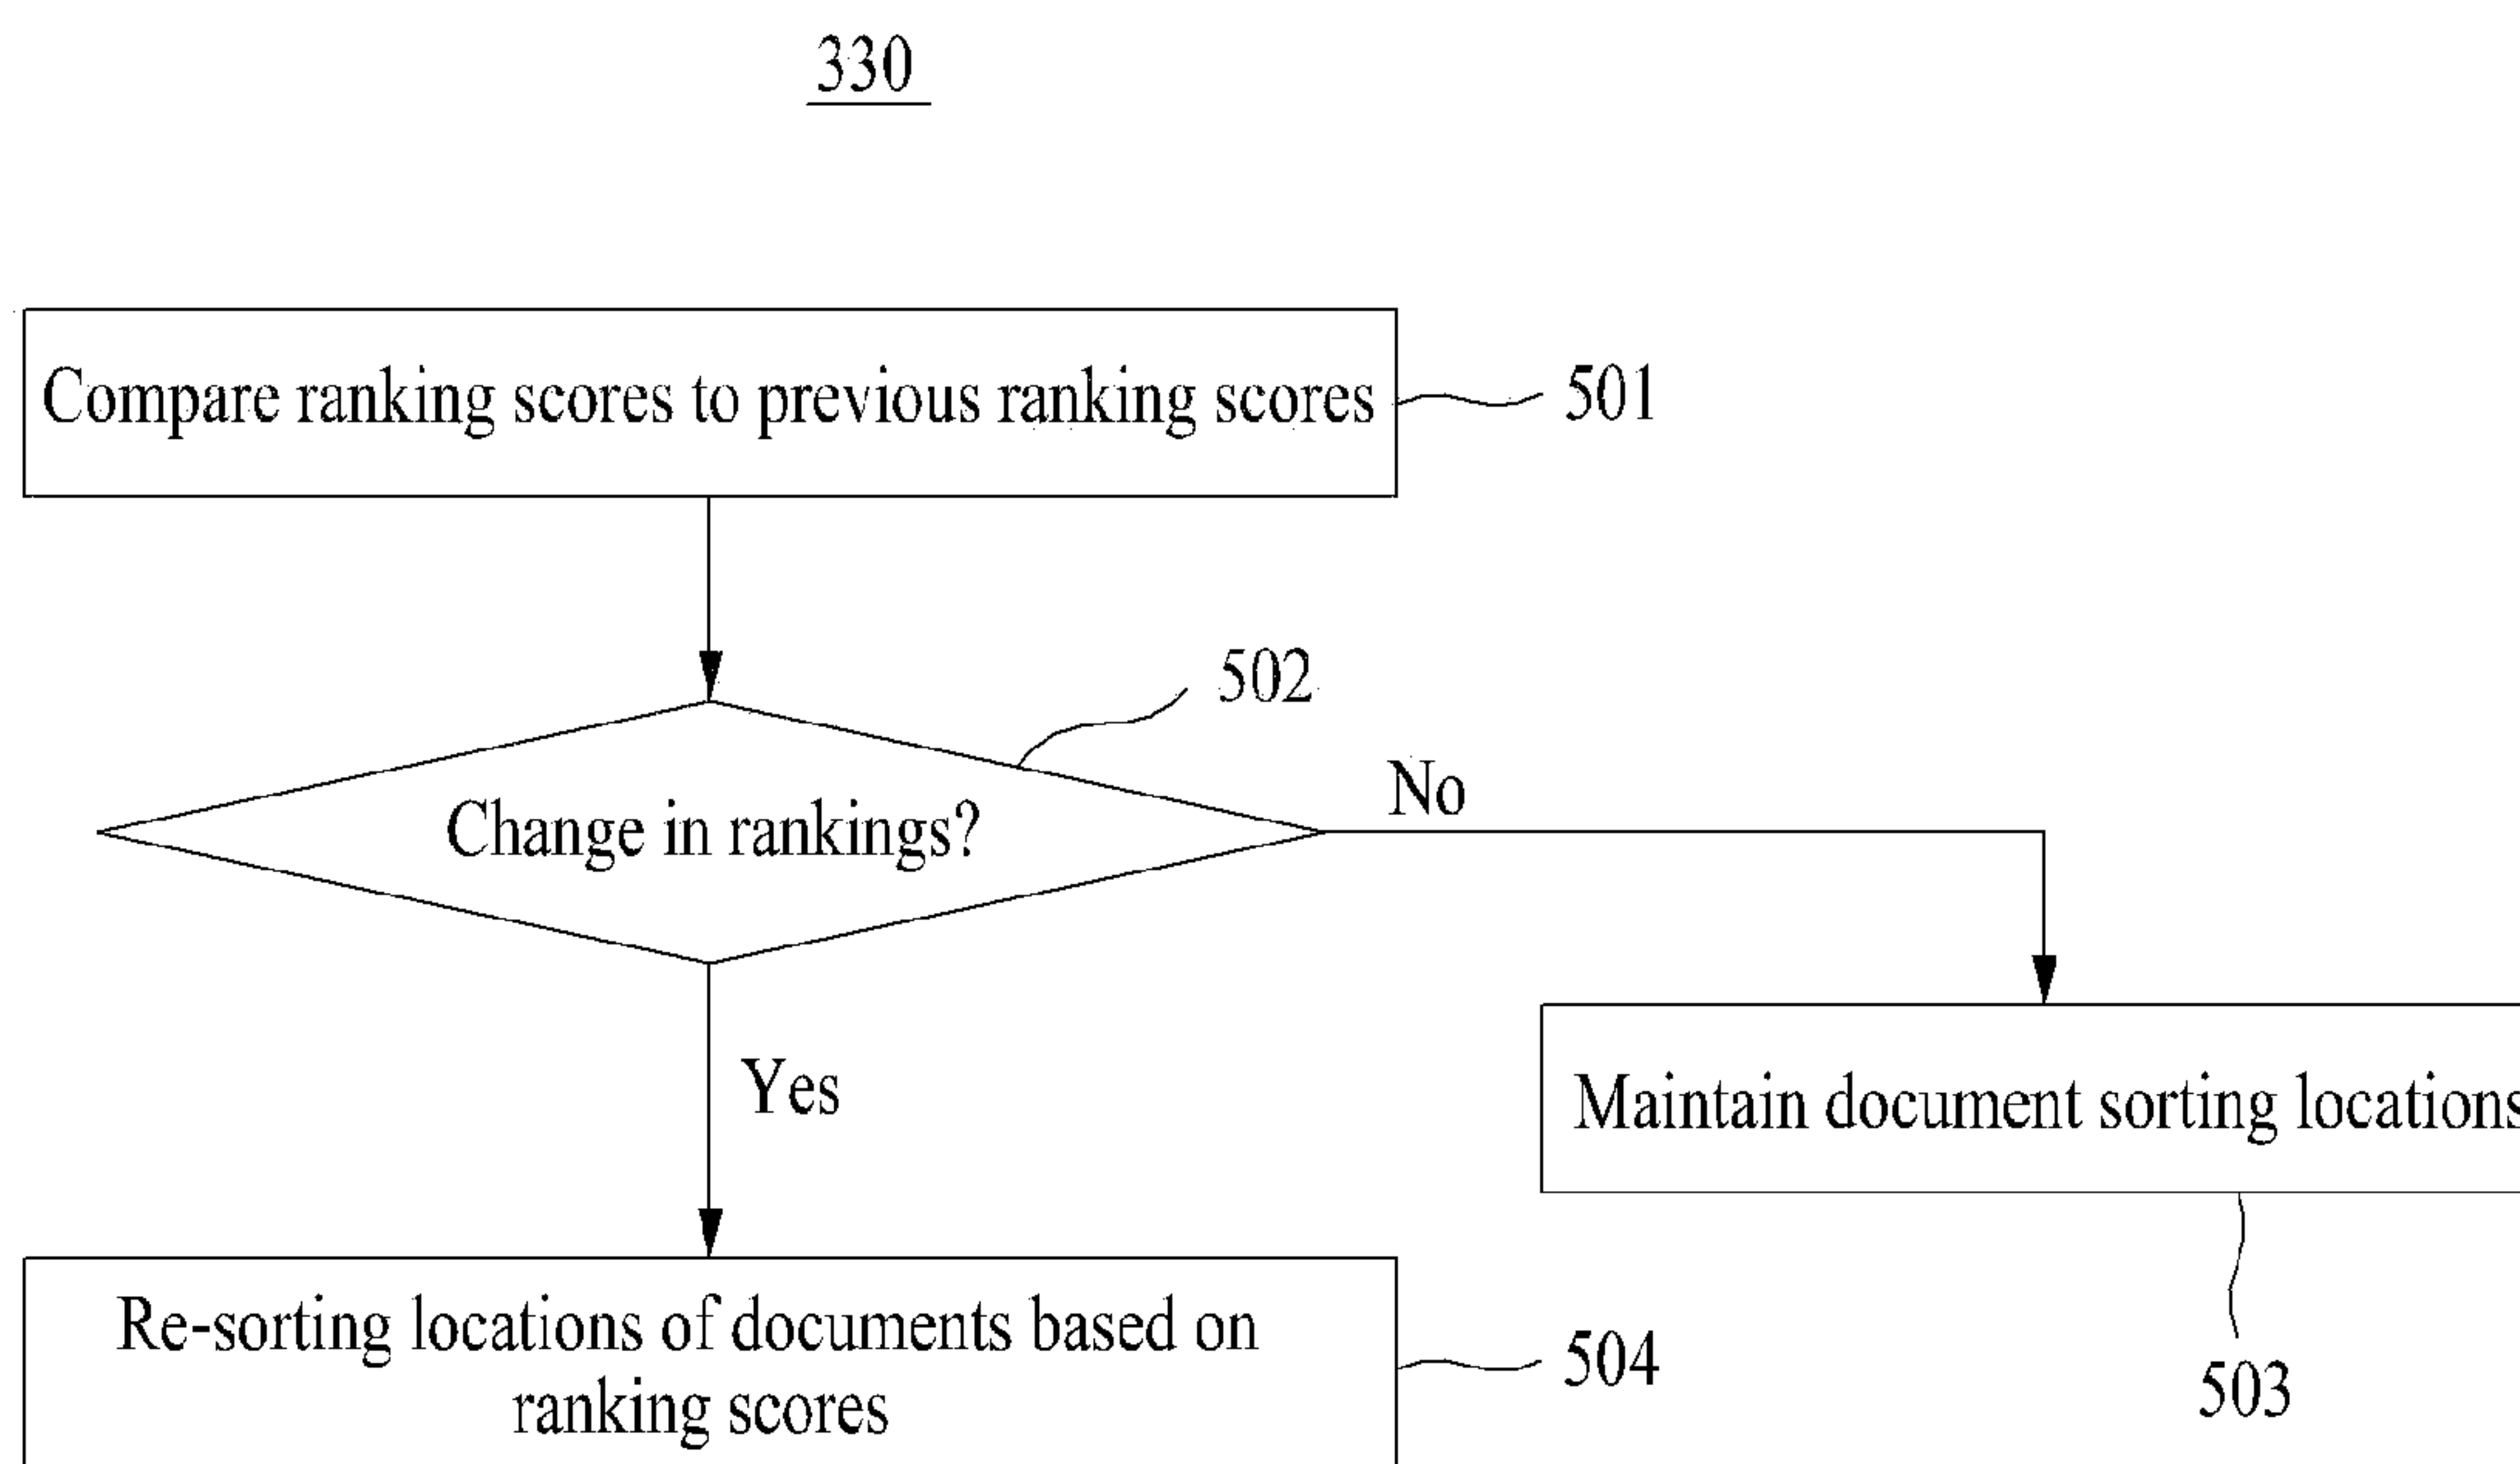 330
Compare ranking scores to previous ranking scores
501
502
Change in rankings?
No
Yes
Maintain document sorting locations
503
Re-sorting locations of documents based on
ranking scores
504